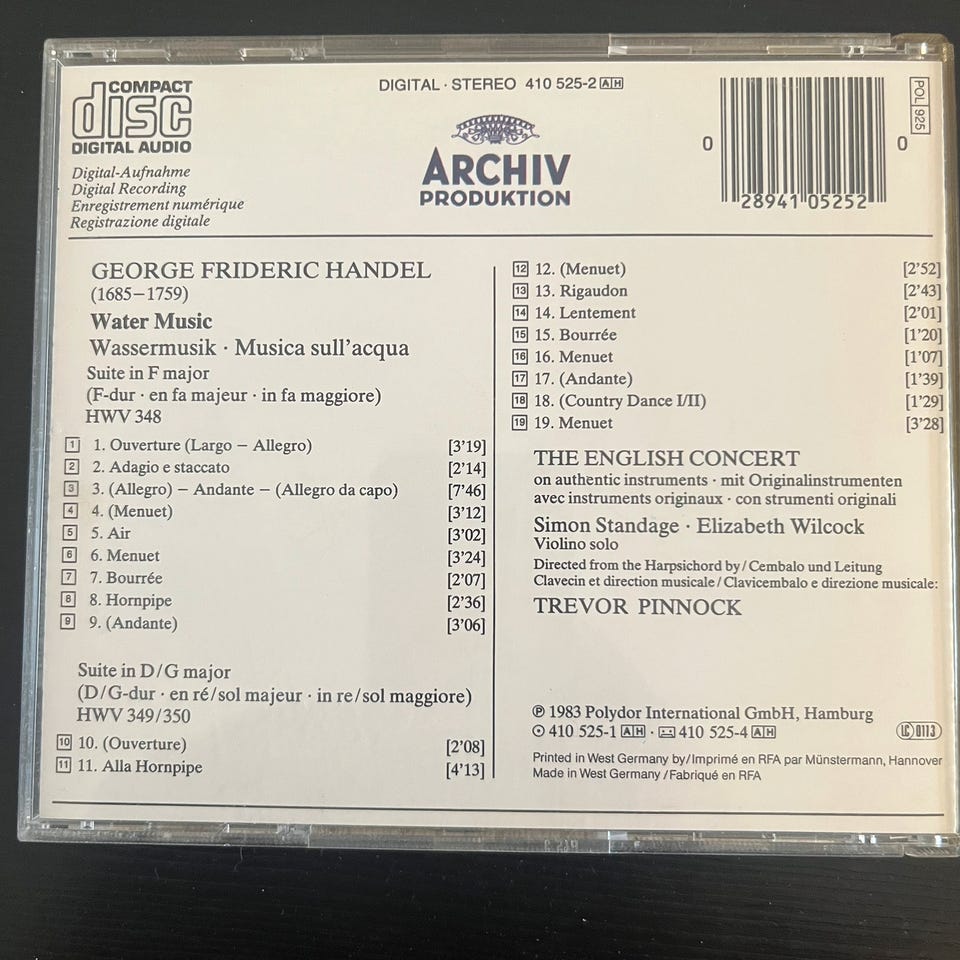 COMPACT
disc
DIGITAL AUDIO
Digital-Aufnahme
Digital Recording
Enregistrement numérique
Registrazione digitale
DIGITAL · STEREO 410 525-2 AH
ARCHIV
PRODUKTION
0 28941 05252 0
POL 925
GEORGE FRIDERIC HANDEL
(1685–1759)
Water Music
Wassermusik · Musica sull'acqua
Suite in F major
(F-dur · en fa majeur · in fa maggiore)
HWV 348
1 1. Ouverture (Largo – Allegro) [3'19]
2 2. Adagio e staccato [2'14]
3 3. (Allegro) – Andante – (Allegro da capo) [7'46]
4 4. (Menuet) [3'12]
5 5. Air [3'02]
6 6. Menuet [3'24]
7 7. Bourrée [2'07]
8 8. Hornpipe [2'36]
9 9. (Andante) [3'06]
Suite in D/G major
(D/G-dur · en ré/sol majeur · in re/sol maggiore)
HWV 349/350
10 10. (Ouverture) [2'08]
11 11. Alla Hornpipe [4'13]
12 12. (Menuet) [2'52]
13 13. Rigaudon [2'43]
14 14. Lentement [2'01]
15 15. Bourrée [1'20]
16 16. Menuet [1'07]
17 17. (Andante) [1'39]
18 18. (Country Dance I/II) [1'29]
19 19. Menuet [3'28]
THE ENGLISH CONCERT
on authentic instruments · mit Originalinstrumenten
avec instruments originaux · con strumenti originali
Simon Standage · Elizabeth Wilcock
Violino solo
Directed from the Harpsichord by / Cembalo und Leitung
Clavecin et direction musicale / Clavicembalo e direzione musicale:
TREVOR PINNOCK
℗ 1983 Polydor International GmbH, Hamburg
410 525-1 AH · 410 525-4 AH
LC 0113
Printed in West Germany by/Imprimé en RFA par Münstermann, Hannover
Made in West Germany / Fabriqué en RFA